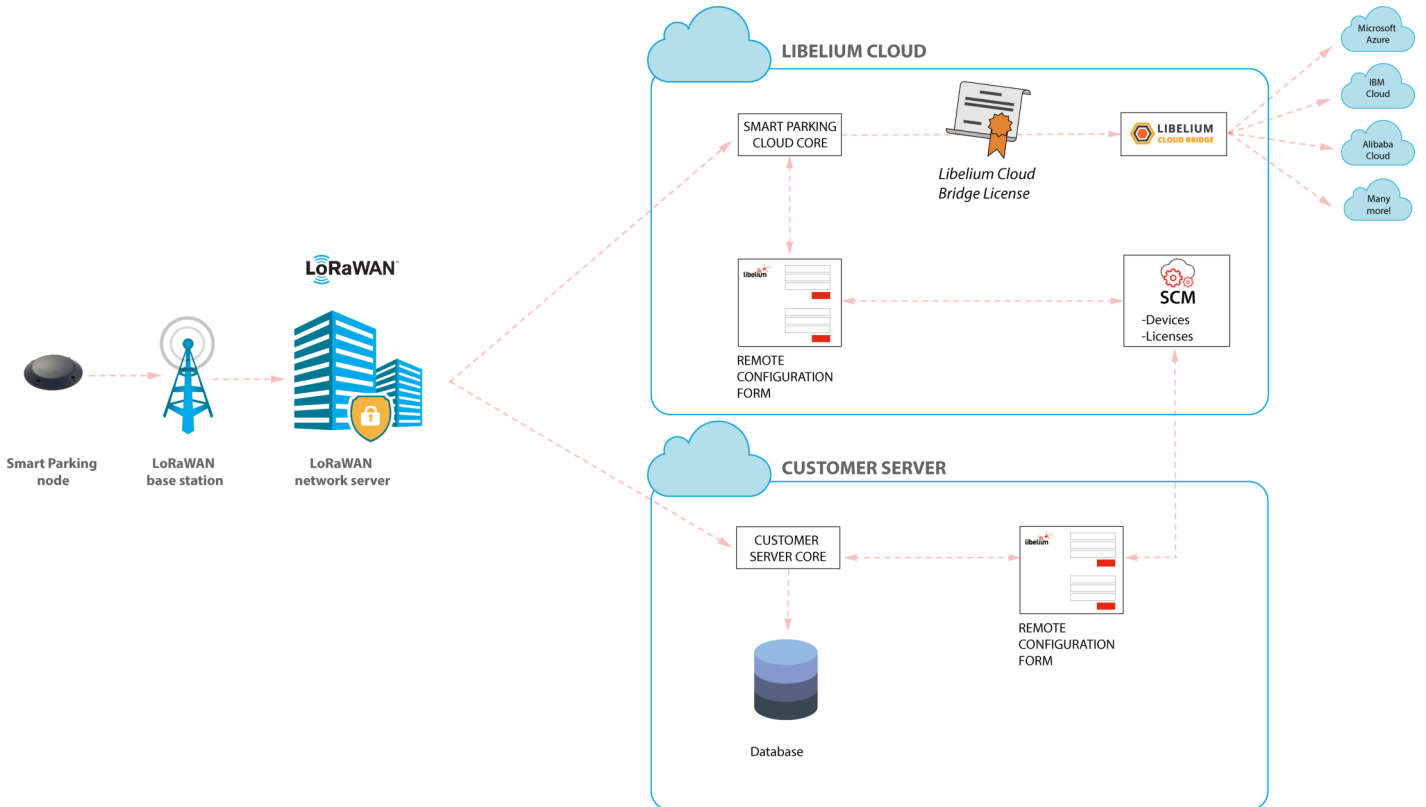 LIBELIUM CLOUD
Microsoft
Azure
IBM
Cloud
Alibaba
Cloud
Many
more!
SMART PARKING
CLOUD CORE
Libelium Cloud
Bridge License
LIBELIUM
CLOUD BRIDGE
LoRaWAN™
libelium
REMOTE
CONFIGURATION
FORM
SCM
-Devices
-Licenses
Smart Parking
node
LoRaWAN
base station
LoRaWAN
network server
CUSTOMER SERVER
CUSTOMER
SERVER CORE
libelium
REMOTE
CONFIGURATION
FORM
Database